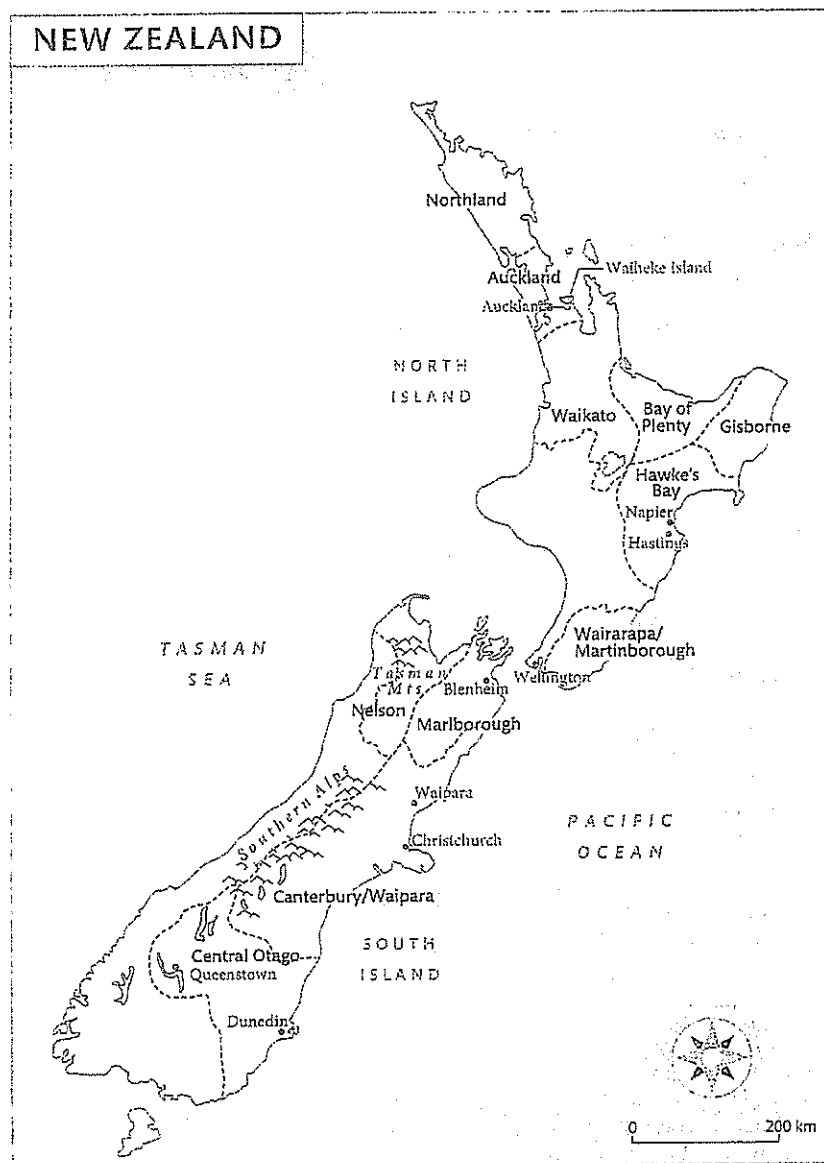 NEW ZEALAND
Northland
Auckland
Waiheke Island
Auckland
NORTH
ISLAND
Waikato
Bay of
Plenty
Gisborne
Hawke's
Bay
Napier
Hastings
Wairarapa/
Martinborough
Wellington
TASMAN
SEA
Tasman
Mts
Blenheim
Nelson
Marlborough
Southern Alps
Waipara
Christchurch
PACIFIC
OCEAN
Canterbury/Waipara
SOUTH
ISLAND
Central Otago
Queenstown
Dunedin
0 200 km